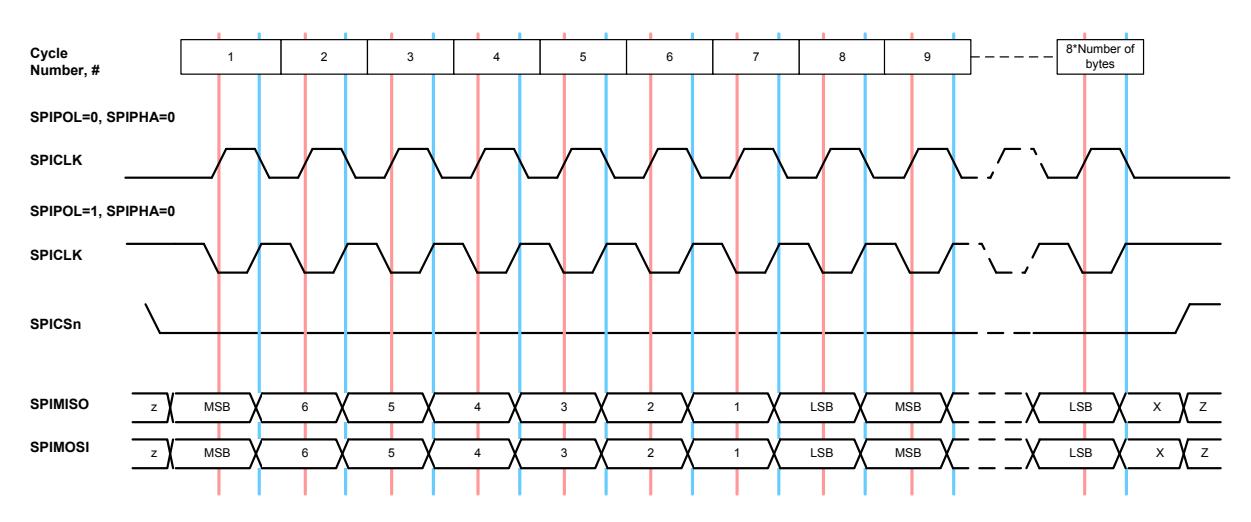 Cycle
Number, #
1 2 3 4 5 6 7 8 9
8*Number of
bytes
SPIPOL=0, SPIPHA=0
SPICLK
SPIPOL=1, SPIPHA=0
SPICLK
SPICSn
SPIMISO z MSB 6 5 4 3 2 1 LSB MSB LSB X Z
SPIMOSI z MSB 6 5 4 3 2 1 LSB MSB LSB X Z